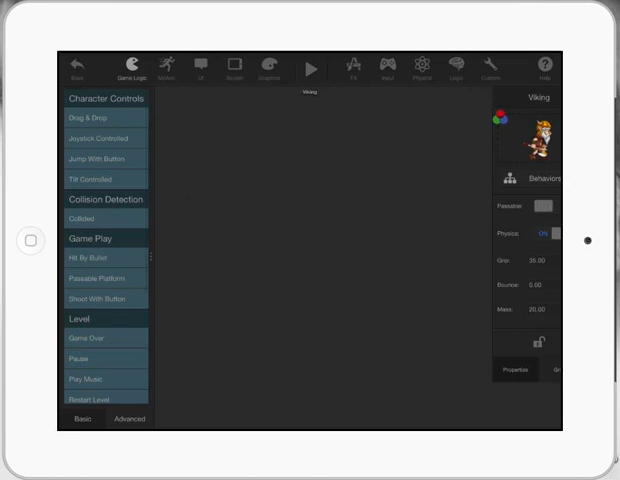 Back
Game Logic
Motion
UI
Screen
Graphics
FX
Input
Physical
Logic
Custom
Help
Viking
Character Controls
Drag & Drop
Joystick Controlled
Jump With Button
Tilt Controlled
Collision Detection
Collided
Game Play
Hit By Bullet
Passable Platform
Shoot With Button
Level
Game Over
Pause
Play Music
Restart Level
Basic
Advanced
Viking
Behaviors
Physics: ON
Grip: 35.00
Bounce: 0.00
Mass: 20.00
Properties
Gr